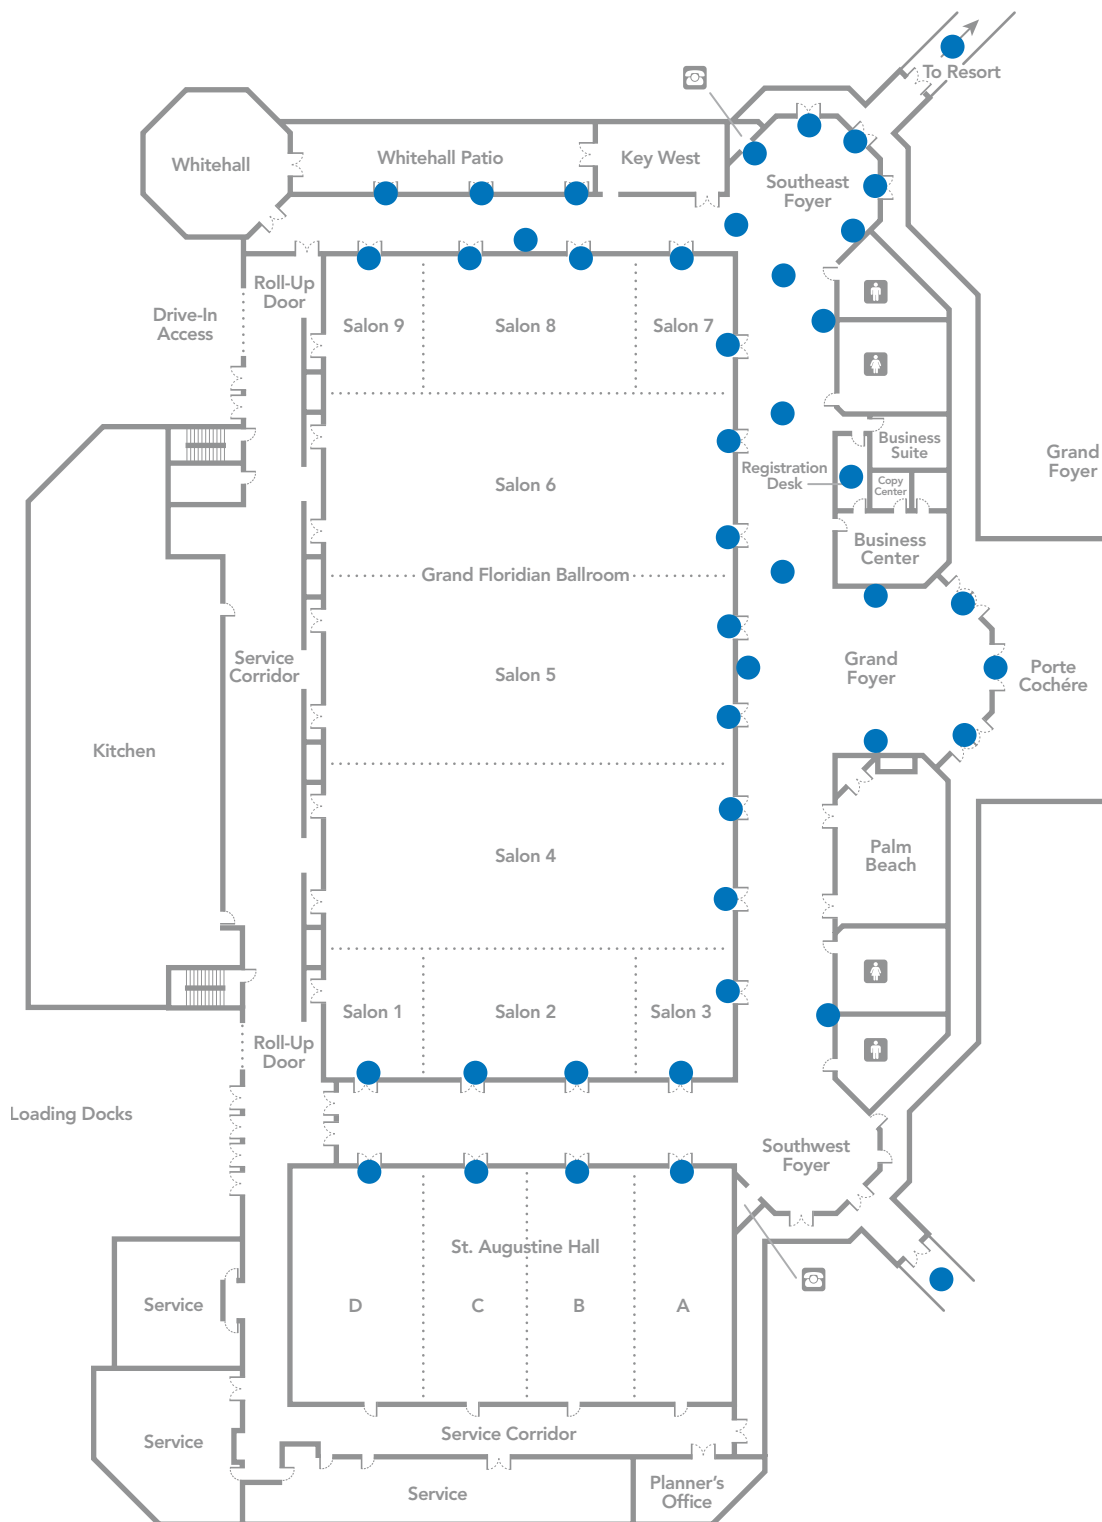 To Resort
Whitehall
Whitehall Patio
Key West
Southeast
Foyer
Roll-Up
Door
Drive-In
Access
Salon 9
Salon 8
Salon 7
Business
Suite
Grand
Foyer
Registration
Desk
Copy
Center
Salon 6
Business
Center
Grand Floridian Ballroom
Service
Corridor
Salon 5
Grand
Foyer
Porte
Cochére
Kitchen
Salon 4
Palm
Beach
Salon 1
Salon 2
Salon 3
Roll-Up
Door
Loading Docks
Southwest
Foyer
St. Augustine Hall
D
C
B
A
Service
Service
Service Corridor
Service
Planner's
Office